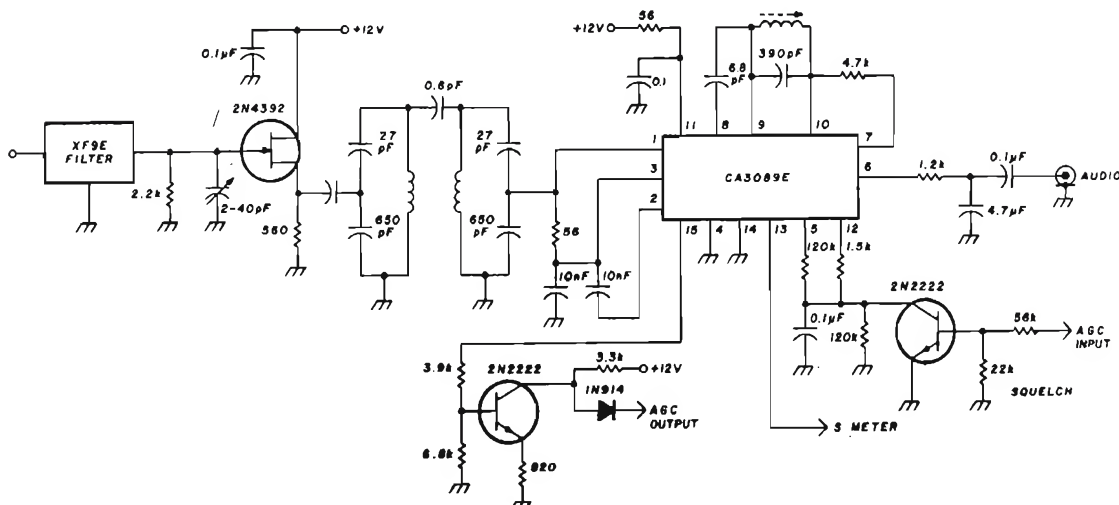 +12V
0.1µF
2N4392
XF9E
FILTER
2.2k
2-40pF
560
27
pF
650
pF
0.6pF
27
pF
650
pF
56
10nF
10nF
+12V
56
0.1
6.8
pF
390pF
4.7k
11
8
9
10
7
1
3
2
6
CA3089E
15
4
14
13
5
12
1.2k
0.1µF
AUDIO
4.7µF
120k
1.5k
2N2222
0.1µF
120k
56k
AGC
INPUT
22k
SQUELCH
S METER
3.9k
2N2222
3.3k
+12V
1N914
AGC
OUTPUT
6.8k
820